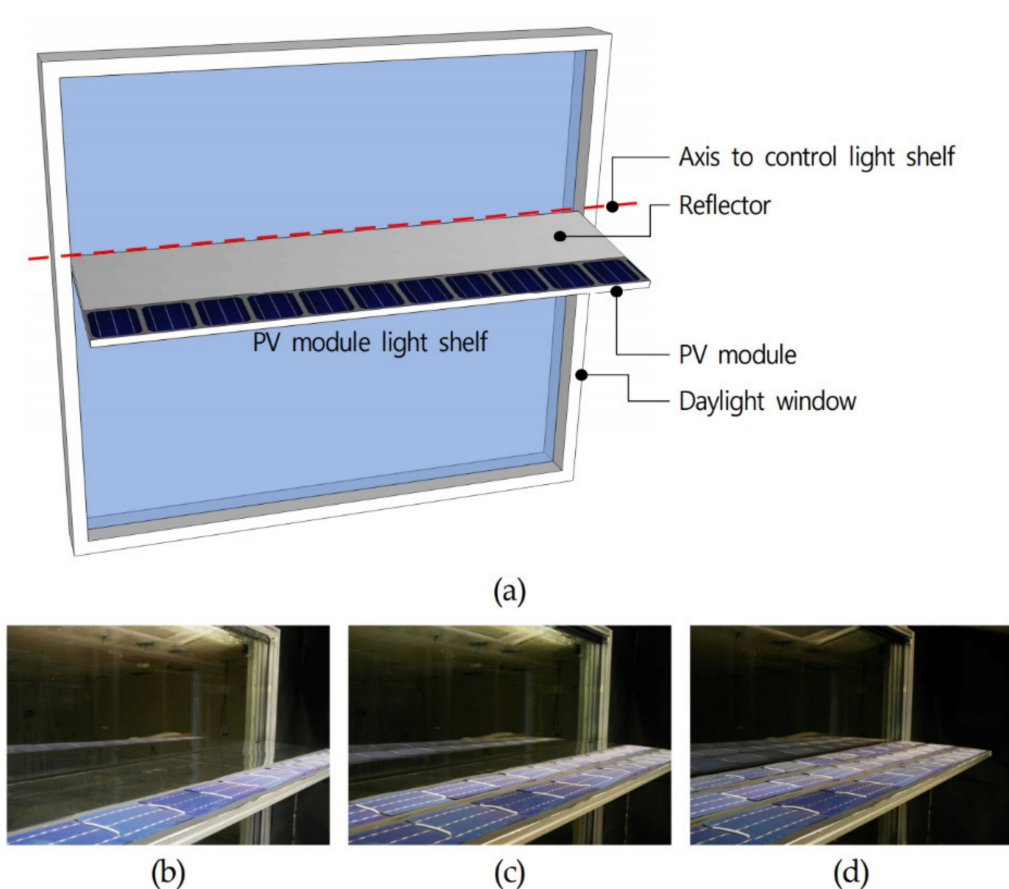 Axis to control light shelf
Reflector
PV module light shelf
PV module
Daylight window
(a)
(b)
(c)
(d)